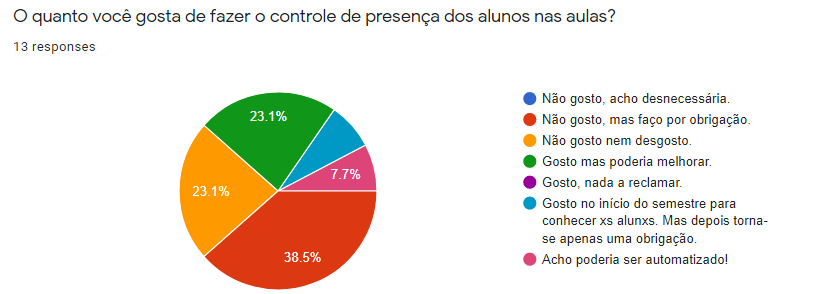 O quanto você gosta de fazer o controle de presença dos alunos nas aulas?
13 responses
23.1%
23.1%
7.7%
38.5%
Não gosto, acho desnecessária.
Não gosto, mas faço por obrigação.
Não gosto nem desgosto.
Gosto mas poderia melhorar.
Gosto, nada a reclamar.
Gosto no início do semestre para
conhecer xs alunxs. Mas depois torna-
se apenas uma obrigação.
Acho poderia ser automatizado!